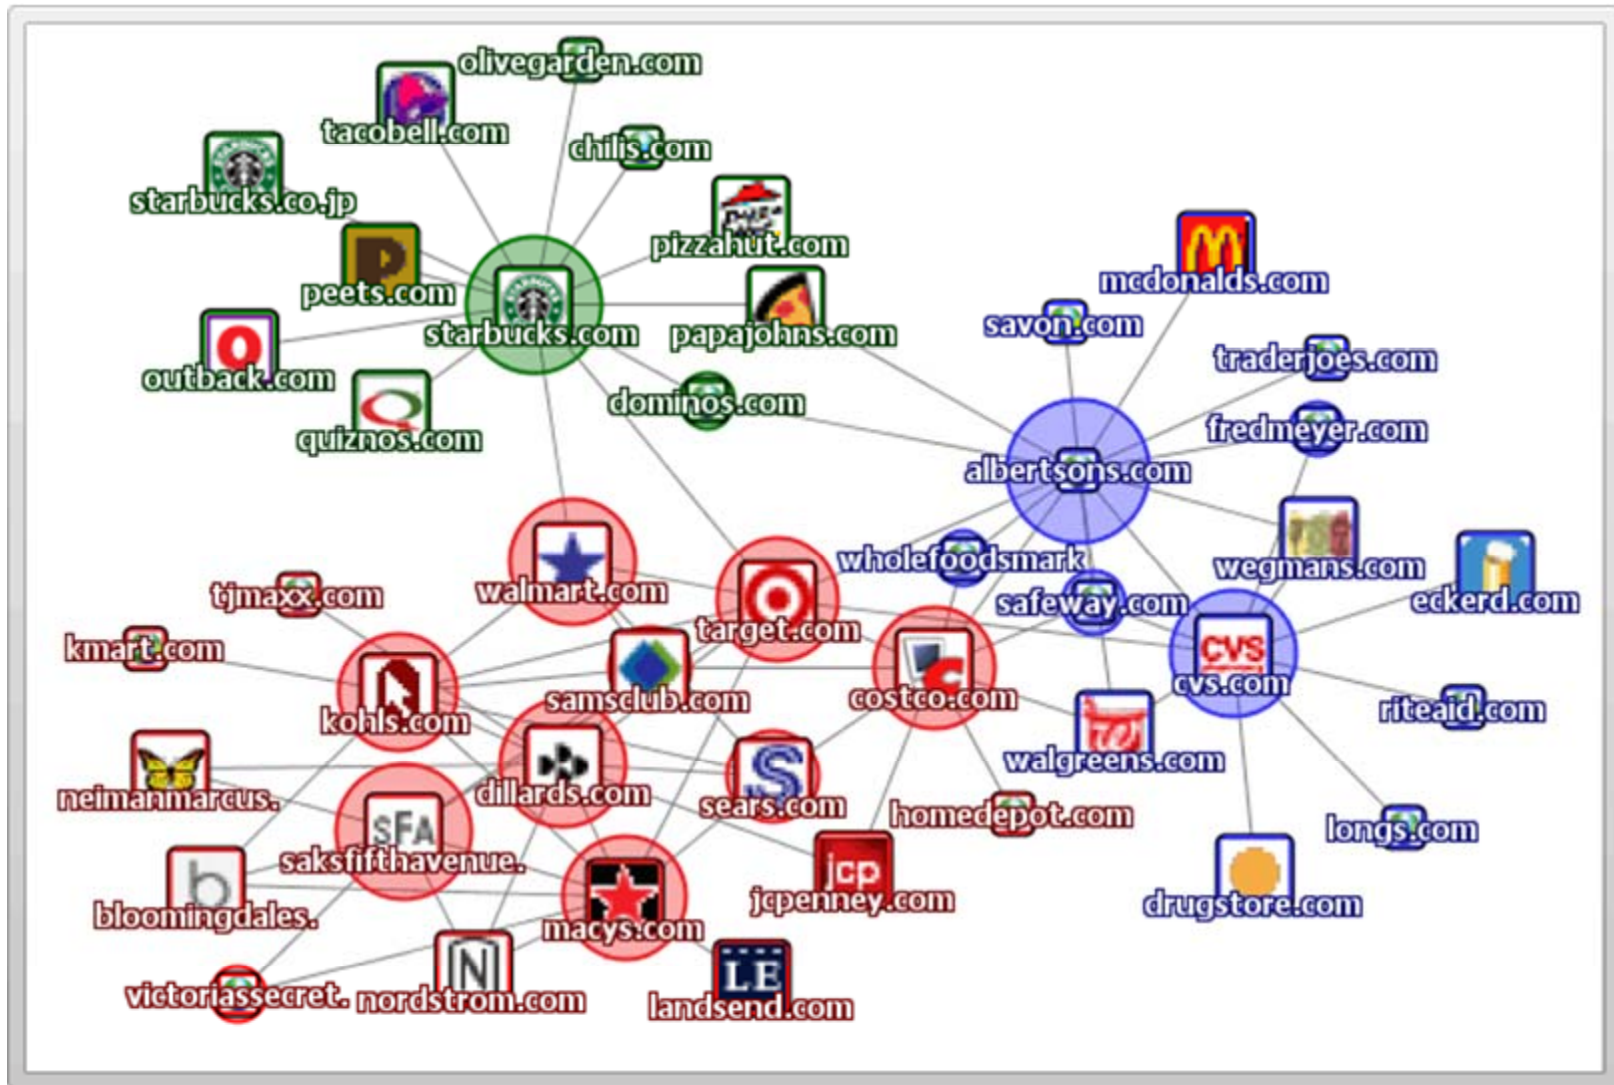 olivegarden.com
tacobell.com
chilis.com
starbucks.co.jp
pizzahut.com
mcdonalds.com
peets.com
savon.com
starbucks.com
papajohns.com
traderjoes.com
outback.com
dominos.com
fredmeyer.com
quiznos.com
albertsons.com
wholefoodsmark
wegmans.com
walmart.com
tjmaxx.com
safeway.com
eckerd.com
target.com
kmart.com
CVS
cvs.com
samsclub.com
costco.com
kohls.com
riteaid.com
walgreens.com
neimanmarcus.
dillards.com
S
sears.com
homedepot.com
SFA
saksfifthavenue.
longs.com
jcp
jcpenney.com
b
bloomingdales.
drugstore.com
macys.com
N
LE
victoriassecret.
nordstrom.com
landsend.com